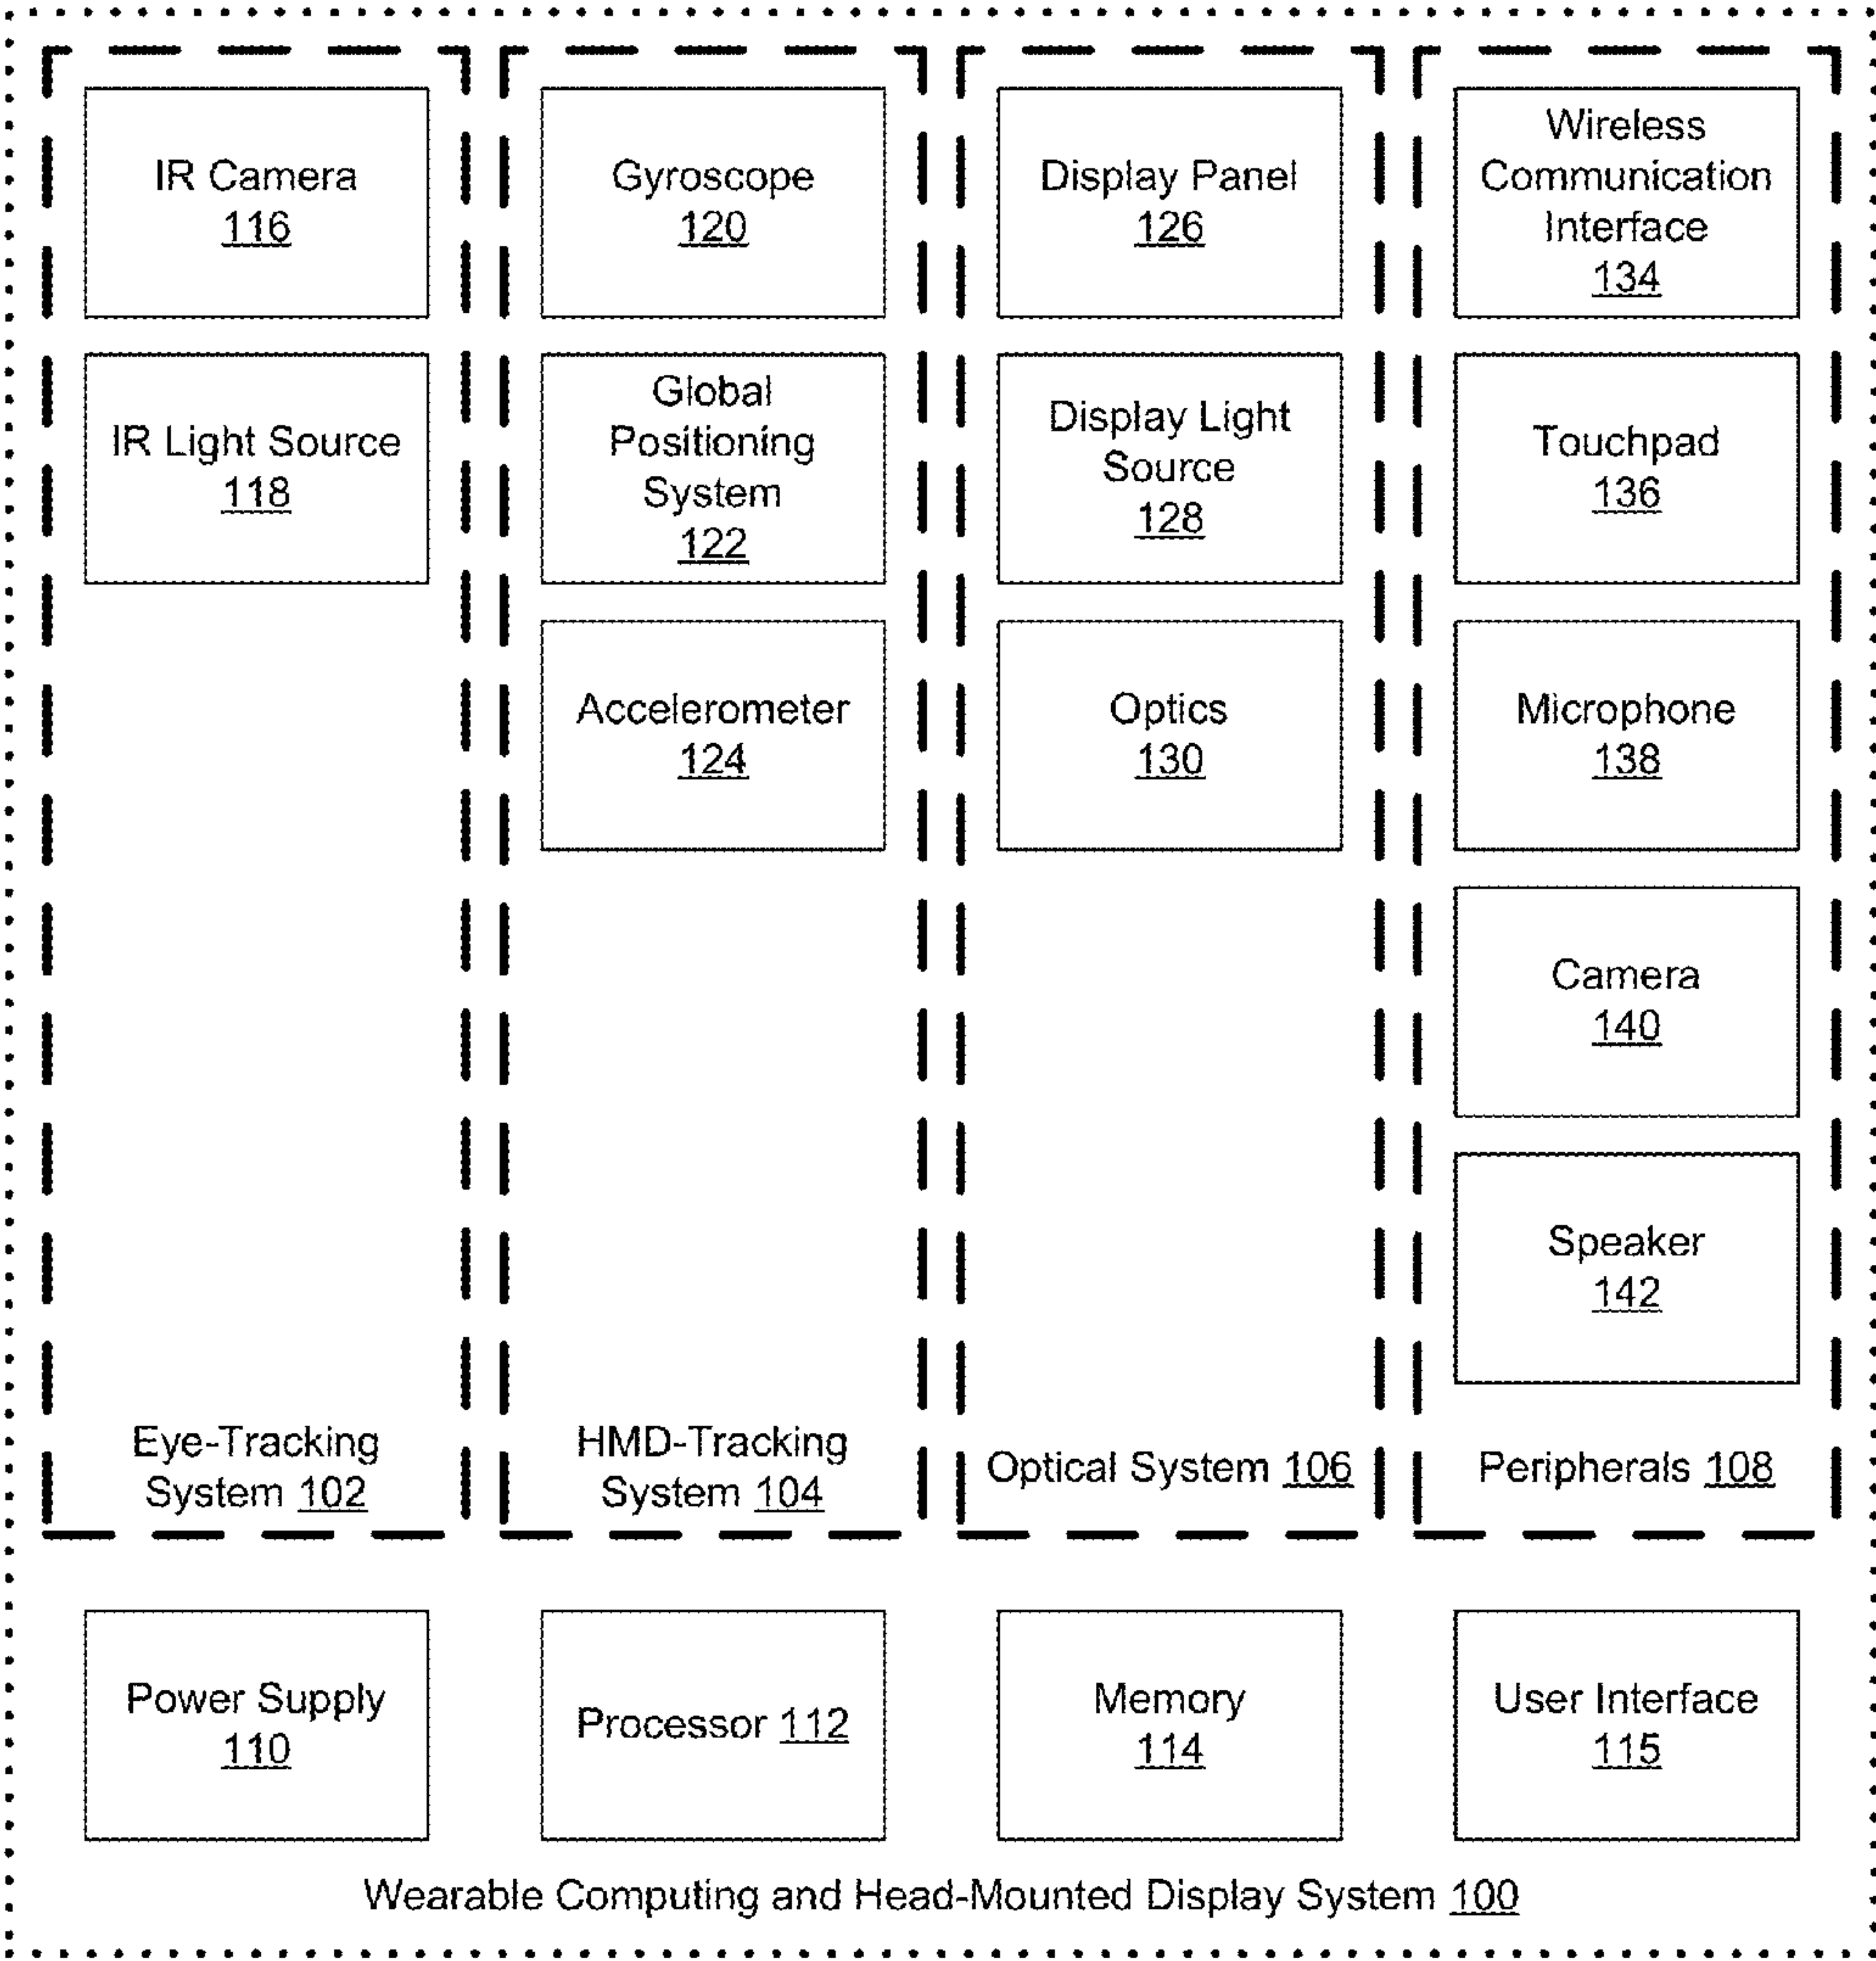 IR Camera
116
Gyroscope
120
Display Panel
126
Wireless
Communication
Interface
134
IR Light Source
118
Global
Positioning
System
122
Display Light
Source
128
Touchpad
136
Accelerometer
124
Optics
130
Microphone
138
Camera
140
Speaker
142
Eye-Tracking
System 102
HMD-Tracking
System 104
Optical System 106
Peripherals 108
Power Supply
110
Processor 112
Memory
114
User Interface
115
Wearable Computing and Head-Mounted Display System 100